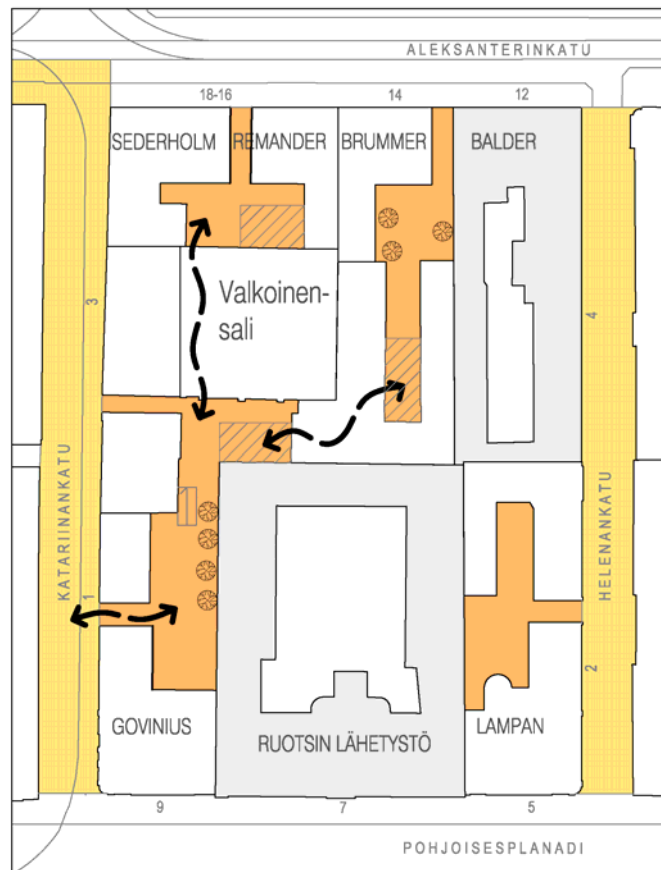 ALEKSANTERINKATU
18-16
14
12
SEDERHOLM
REMANDER
BRUMMER
BALDER
Valkoinen-
sali
3
4
KATARIINANKATU
HELENANKATU
1
2
GOVINIUS
RUOTSIN LÄHETYSTÖ
LAMPAN
9
7
5
POHJOISESPLANADI